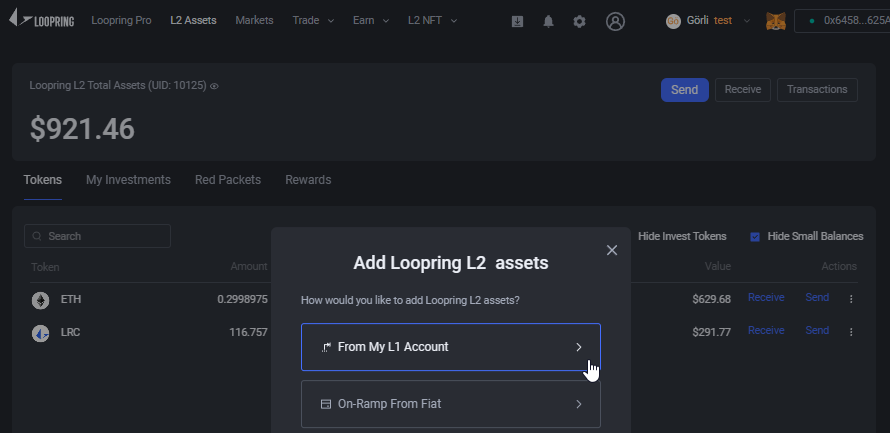 LOOPRING Loopring Pro L2 Assets Markets Trade Earn L2 NFT Go Görli test 0x6458...625A
Loopring L2 Total Assets (UID: 10125) Send Receive Transactions
$921.46
Tokens My Investments Red Packets Rewards
Search Hide Invest Tokens Hide Small Balances
Add Loopring L2 assets
Token Amount Value Actions
How would you like to add Loopring L2 assets?
ETH 0.2998975 $629.68 Receive Send
LRC 116.757 $291.77 Receive Send
From My L1 Account
On-Ramp From Fiat